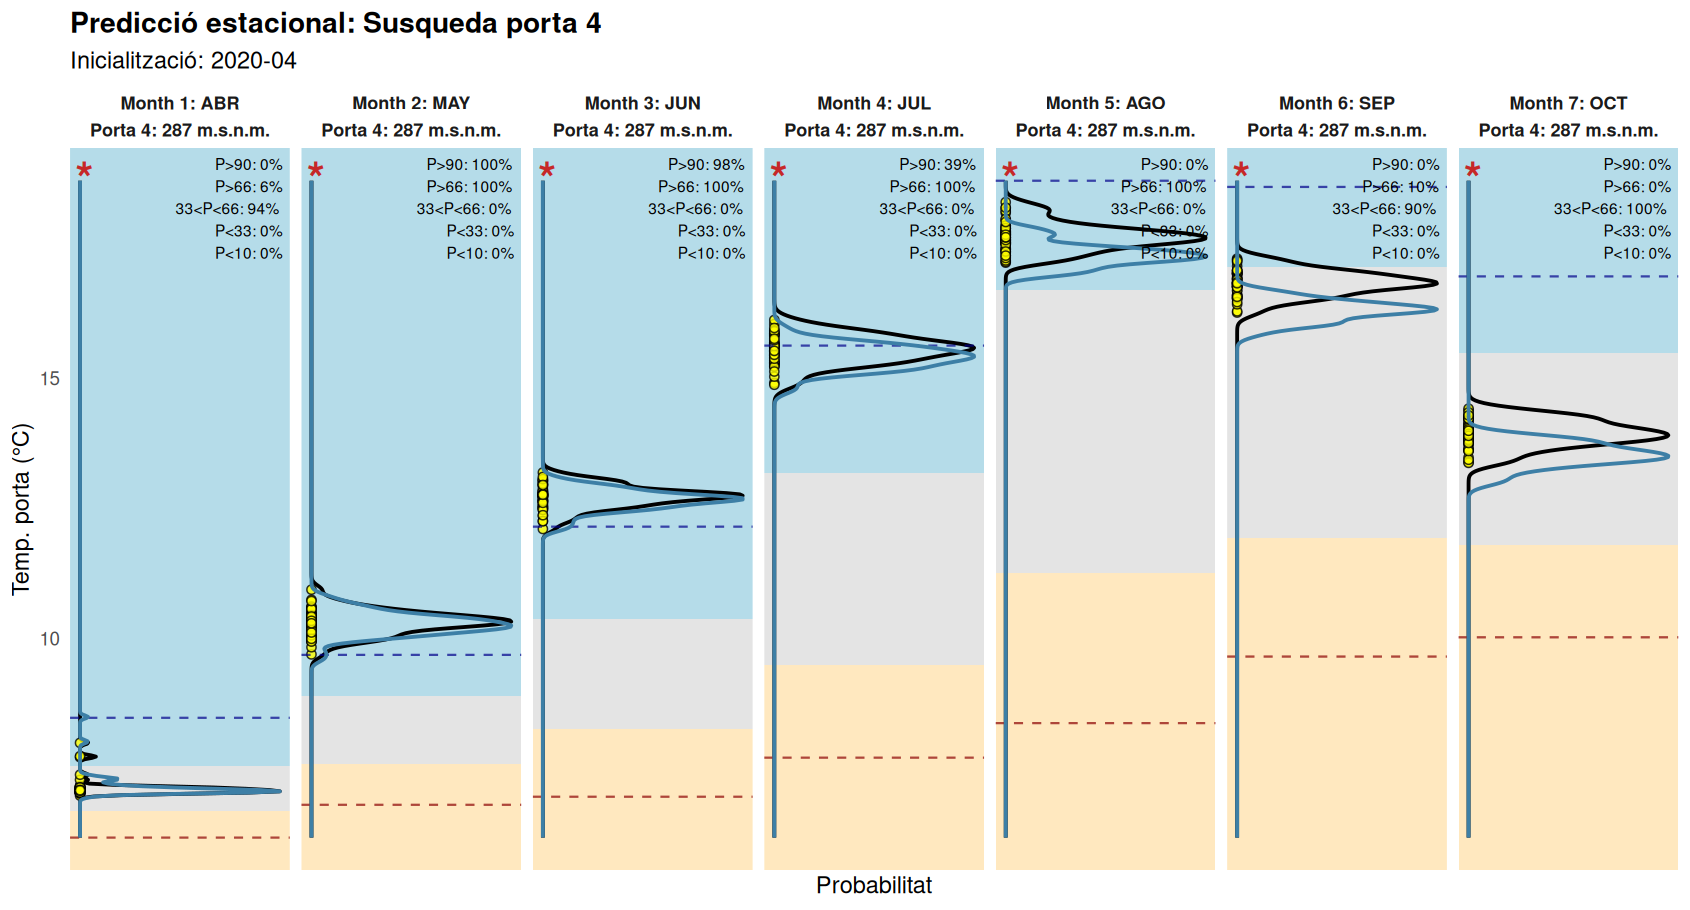 Predicció estacional: Susqueda porta 4
Inicialització: 2020-04
Month 1: ABR
Porta 4: 287 m.s.n.m.
Month 2: MAY
Porta 4: 287 m.s.n.m.
Month 3: JUN
Porta 4: 287 m.s.n.m.
Month 4: JUL
Porta 4: 287 m.s.n.m.
Month 5: AGO
Porta 4: 287 m.s.n.m.
Month 6: SEP
Porta 4: 287 m.s.n.m.
Month 7: OCT
Porta 4: 287 m.s.n.m.
*
P>90: 0%
P>66: 6%
33<P<66: 94%
P<33: 0%
P<10: 0%
*
P>90: 100%
P>66: 100%
33<P<66: 0%
P<33: 0%
P<10: 0%
*
P>90: 98%
P>66: 100%
33<P<66: 0%
P<33: 0%
P<10: 0%
*
P>90: 39%
P>66: 100%
33<P<66: 0%
P<33: 0%
P<10: 0%
*
P>90: 0%
P>66: 100%
33<P<66: 0%
P<33: 0%
P<10: 0%
*
P>90: 0%
P>66: 10%
33<P<66: 90%
P<33: 0%
P<10: 0%
*
P>90: 0%
P>66: 0%
33<P<66: 100%
P<33: 0%
P<10: 0%
15
10
Temp. porta (°C)
Probabilitat